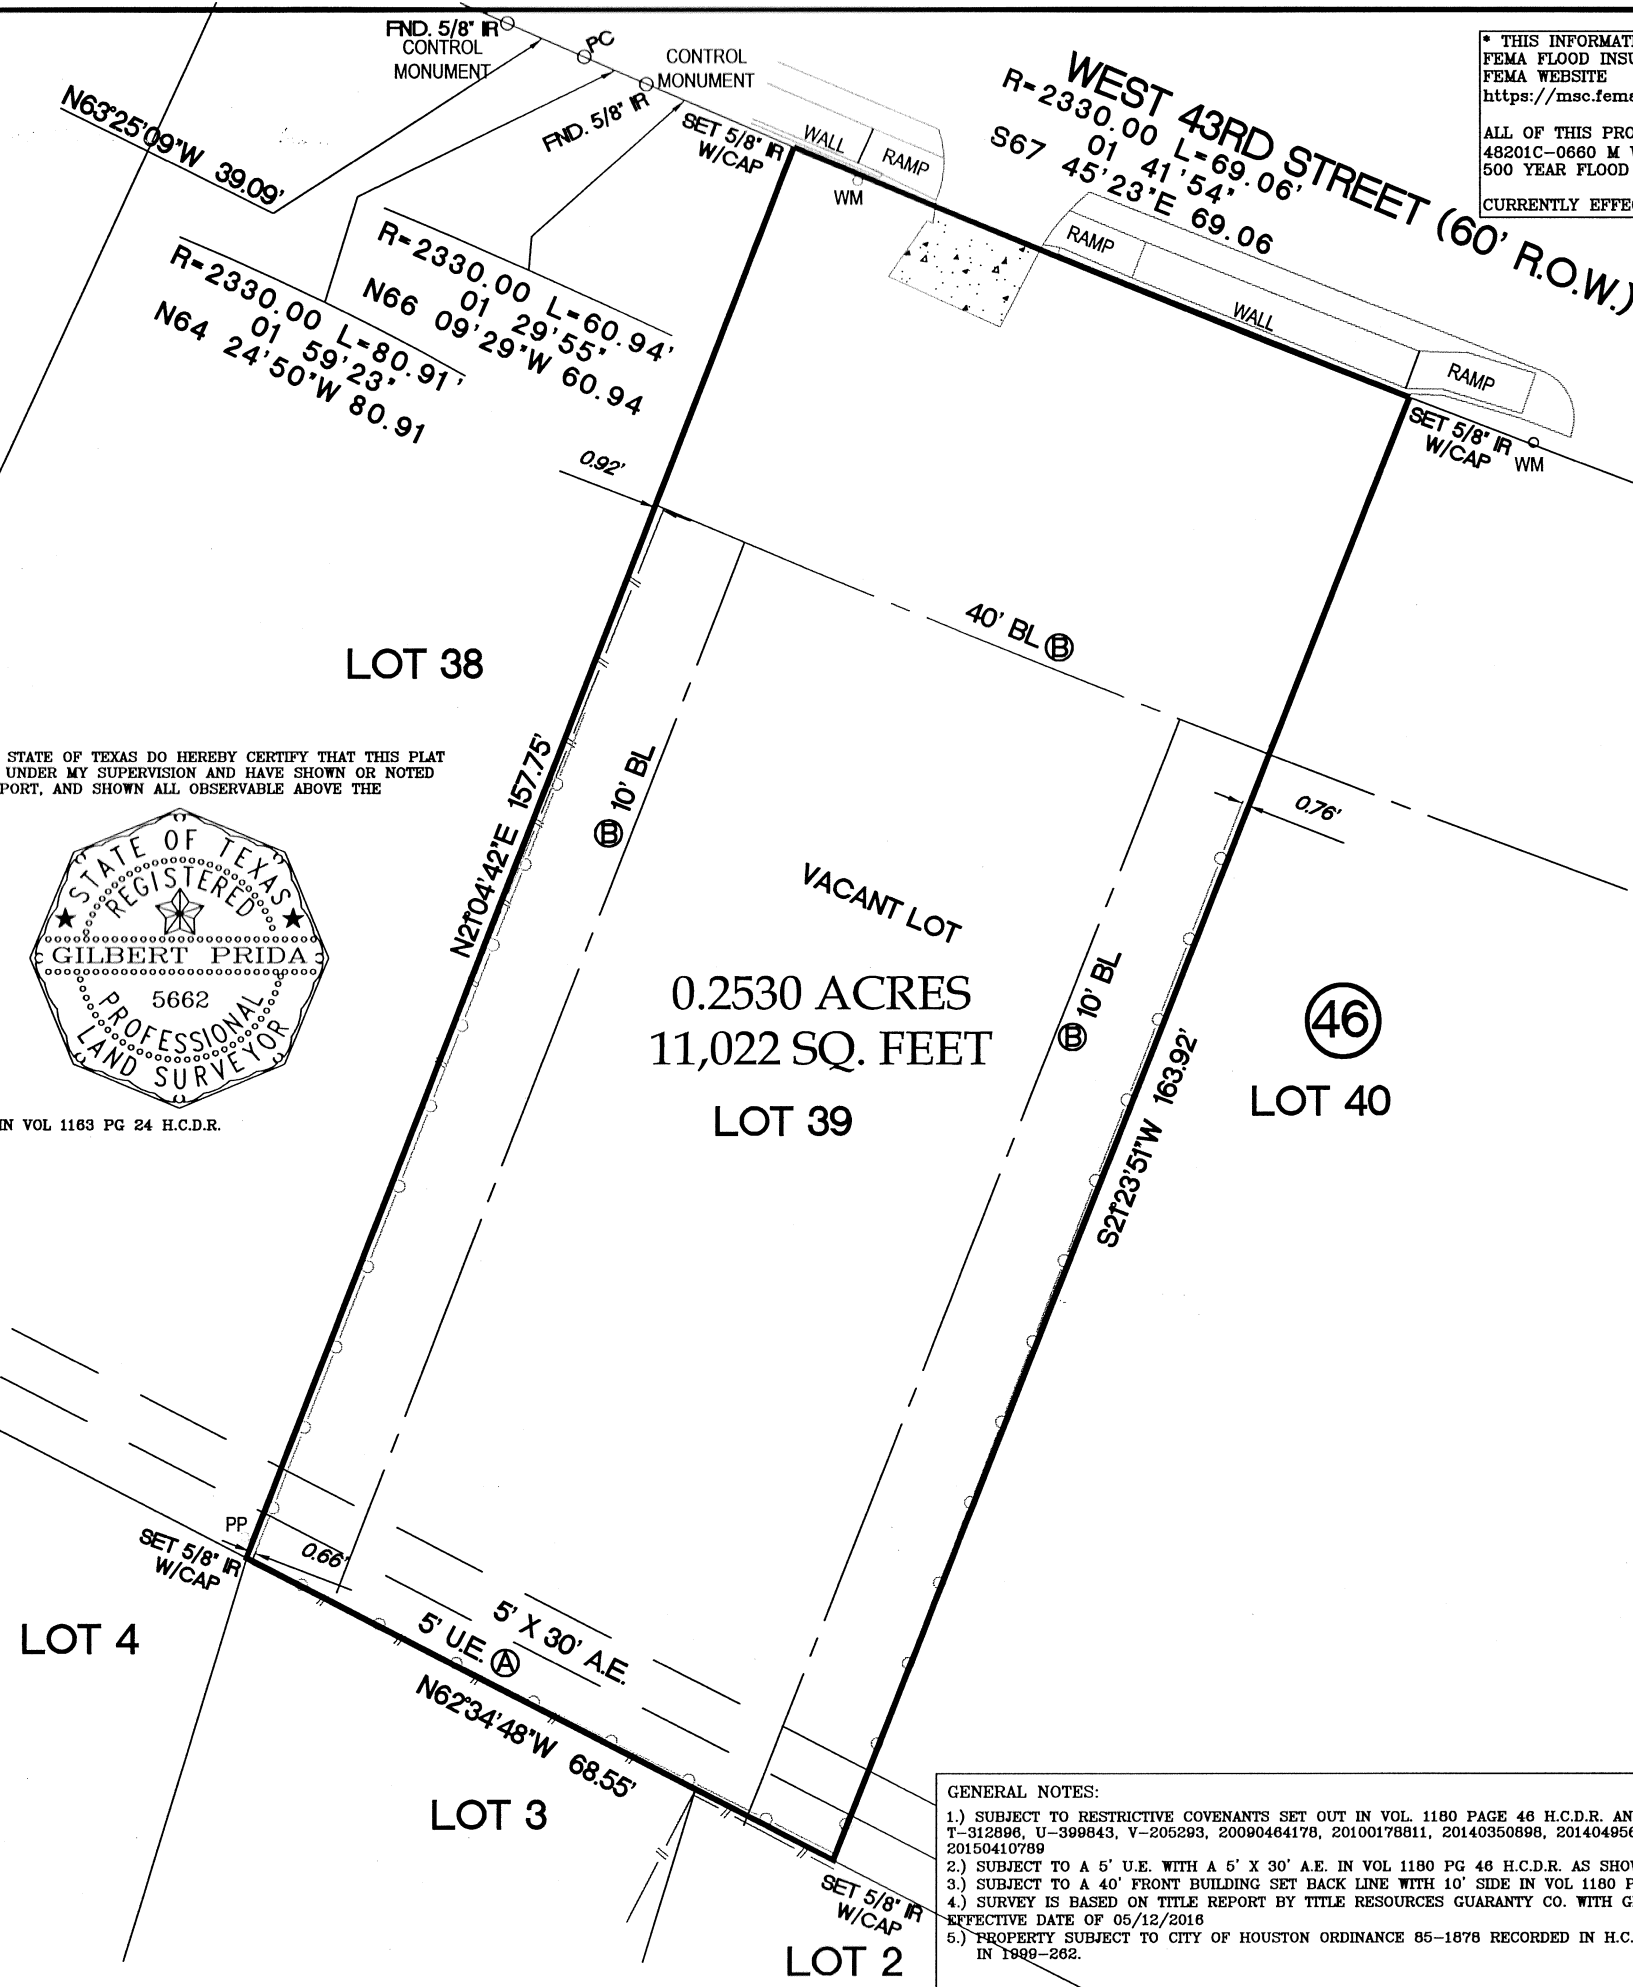 FND. 5/8" IR
CONTROL
MONUMENT
PC
CONTROL
MONUMENT
FND. 5/8" IR
SET 5/8" IR
W/CAP
WALL
RAMP
WM
WEST 43RD STREET (60' R.O.W.)
R=2330.00 L=69.06'
01 41'54"
S67 45'23"E 69.06
RAMP
WALL
RAMP
SET 5/8" IR
W/CAP
WM
* THIS INFORMATI
FEMA FLOOD INSU
FEMA WEBSITE
https://msc.fema
ALL OF THIS PRO
48201C-0660 M
500 YEAR FLOOD
CURRENTLY EFFE
N63°25'09"W 39.09'
R=2330.00 L=60.94'
01 29'55"
N66 09'29"W 60.94
R=2330.00 L=80.91'
01 59'23"
N64 24'50"W 80.91
0.92'
40' BL Ⓑ
LOT 38
STATE OF TEXAS DO HEREBY CERTIFY THAT THIS PLAT
UNDER MY SUPERVISION AND HAVE SHOWN OR NOTED
PORT, AND SHOWN ALL OBSERVABLE ABOVE THE
STATE OF TEXAS
REGISTERED
GILBERT PRIDA
5662
PROFESSIONAL
LAND SURVEYOR
IN VOL 1163 PG 24 H.C.D.R.
N21°04'42"E 157.75'
Ⓑ 10' BL
0.76'
VACANT LOT
0.2530 ACRES
11,022 SQ. FEET
LOT 39
Ⓑ 10' BL
S21°23'51"W 163.92'
46
LOT 40
PP
SET 5/8" IR
W/CAP
0.66'
5' X 30' A.E.
5' U.E. Ⓐ
N62°34'48"W 68.55'
LOT 4
LOT 3
SET 5/8" IR
W/CAP
LOT 2
GENERAL NOTES:
1.) SUBJECT TO RESTRICTIVE COVENANTS SET OUT IN VOL. 1180 PAGE 46 H.C.D.R. AN
T-312896, U-399843, V-205293, 20090464178, 20100178811, 20140350898, 201404956
20150410789
2.) SUBJECT TO A 5' U.E. WITH A 5' X 30' A.E. IN VOL 1180 PG 46 H.C.D.R. AS SHO
3.) SUBJECT TO A 40' FRONT BUILDING SET BACK LINE WITH 10' SIDE IN VOL 1180 P
4.) SURVEY IS BASED ON TITLE REPORT BY TITLE RESOURCES GUARANTY CO. WITH G
EFFECTIVE DATE OF 05/12/2016
5.) PROPERTY SUBJECT TO CITY OF HOUSTON ORDINANCE 85-1878 RECORDED IN H.C.
IN 1999-262.